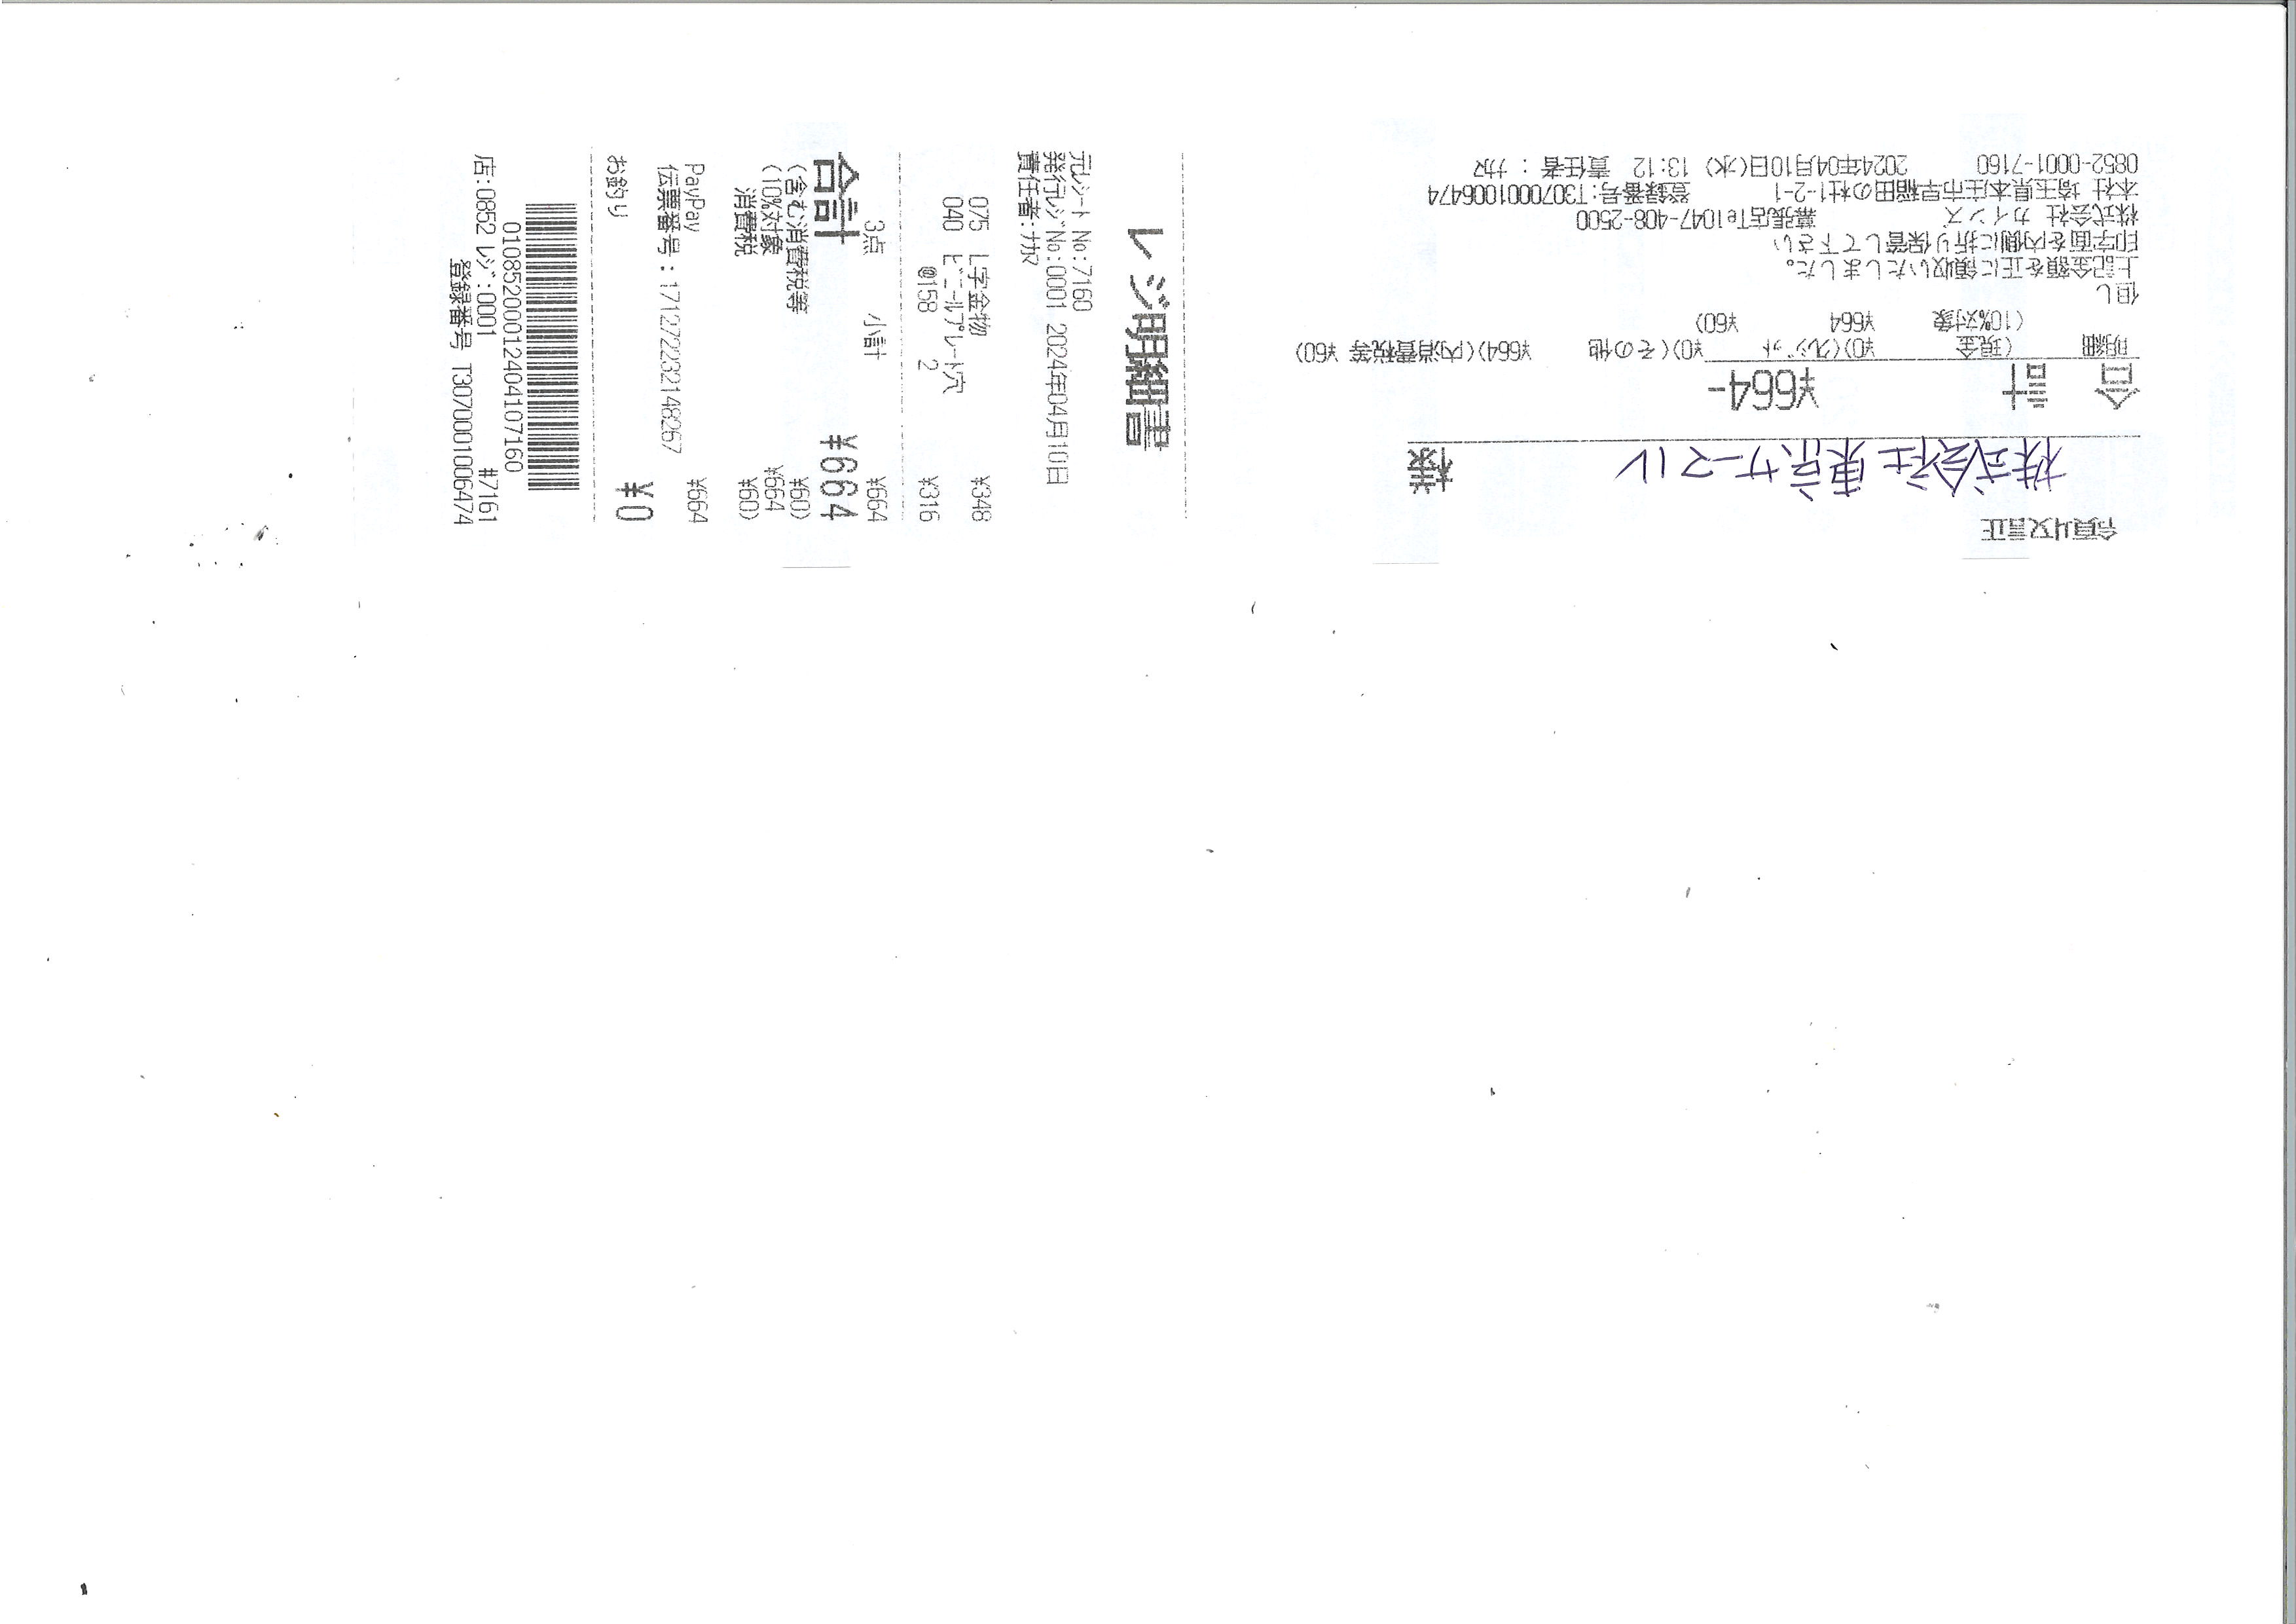 領収証
株式会社東京サーマル 様
合計 ¥664-
明細 (現金 ¥0)(クレジット ¥0)(その他 ¥664)(内消費税等 ¥60)
(10%対象 ¥664 ¥60)
但し
上記金額を正に領収いたしました。
印字面を内側に折り保管して下さい
株式会社 カインズ 幕張店Tel047-408-2500
本社 埼玉県本庄市早稲田の杜1-2-1 登録番号:T3070001006474
0852-0001-7160 2024年04月10日(水) 13:12 責任者 : ナカマ
レジ明細書
元レシートNo:7160
発行レジNo:0001 2024年04月10日
責任者:ナカマ
075 L字金物 ¥348
040 ビニールプレート穴
@158 2 ¥316
3点 小計 ¥664
合計 ¥664
(含む消費税等 ¥60)
(10%対象 ¥664
消費税 ¥60)
PayPay ¥664
伝票番号:17127223214826​7
お釣り ¥0
0108520001240410​7160
店:0852 レジ:0001 #7161
登録番号 T3070001006474